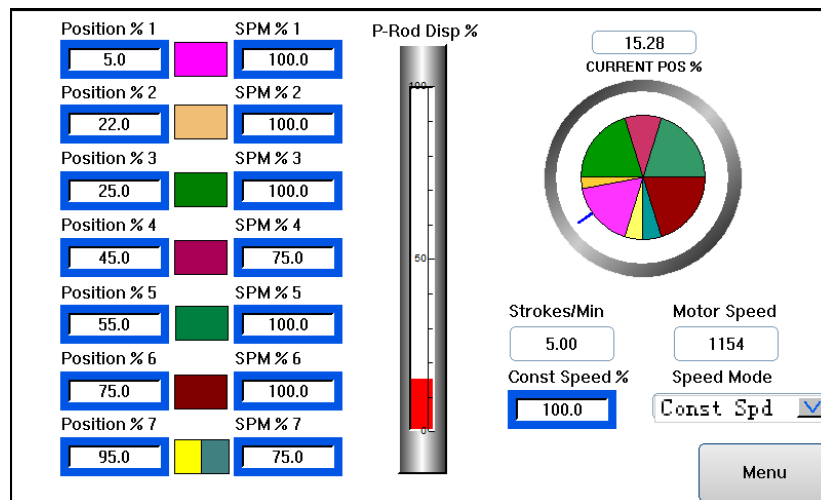 Position % 1 SPM % 1
5.0 100.0
Position % 2 SPM % 2
22.0 100.0
Position % 3 SPM % 3
25.0 100.0
Position % 4 SPM % 4
45.0 75.0
Position % 5 SPM % 5
55.0 100.0
Position % 6 SPM % 6
75.0 100.0
Position % 7 SPM % 7
95.0 75.0
P-Rod Disp %
100
50
0
15.28
CURRENT POS %
Strokes/Min Motor Speed
5.00 1154
Const Speed % Speed Mode
100.0 Const Spd
Menu